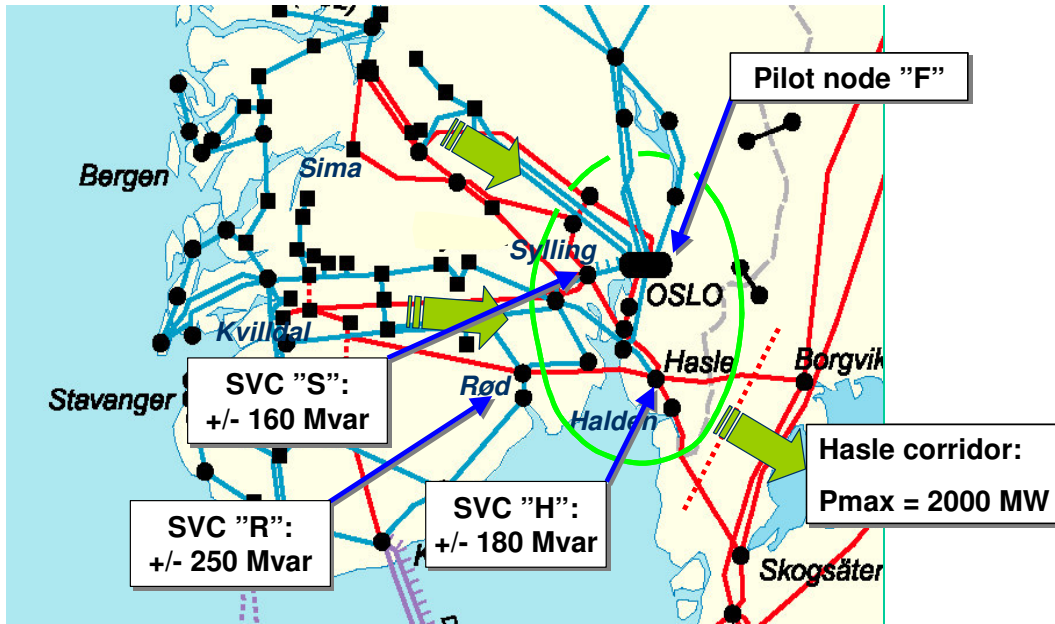 Pilot node ”F”
Bergen
Sima
Sylling
OSLO
Kvilldal
Hasle
Borgvik
SVC ”S”:
+/- 160 Mvar
Rød
Stavanger
Halden
Hasle corridor:
Pmax = 2000 MW
SVC ”R”:
+/- 250 Mvar
SVC ”H”:
+/- 180 Mvar
Skogsäter